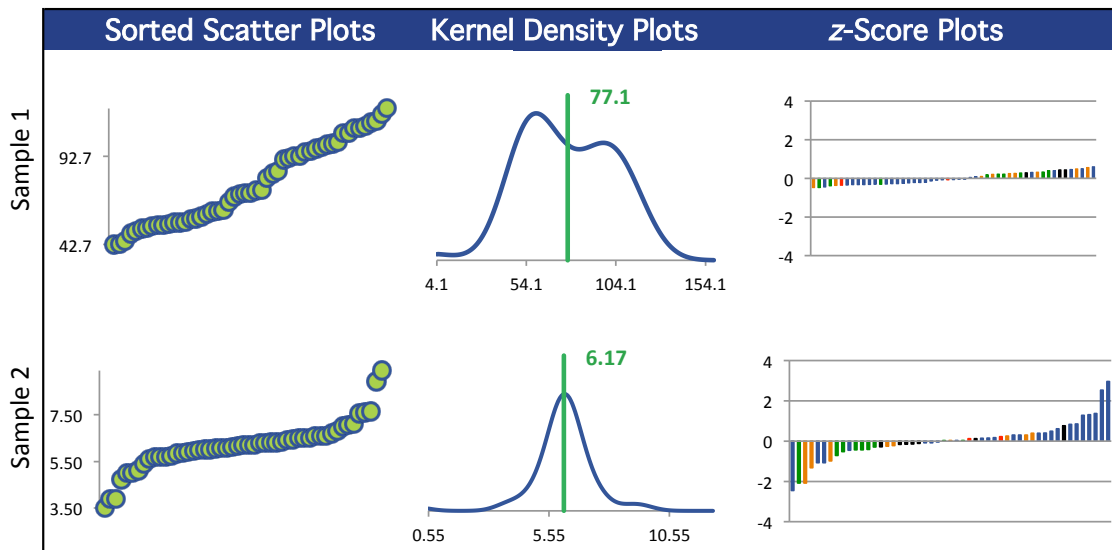 Sorted Scatter Plots
Kernel Density Plots
z-Score Plots
Sample 1
92.7
42.7
77.1
4.1 54.1 104.1 154.1
4
2
0
-2
-4
Sample 2
7.50
5.50
3.50
6.17
0.55 5.55 10.55
4
2
0
-2
-4